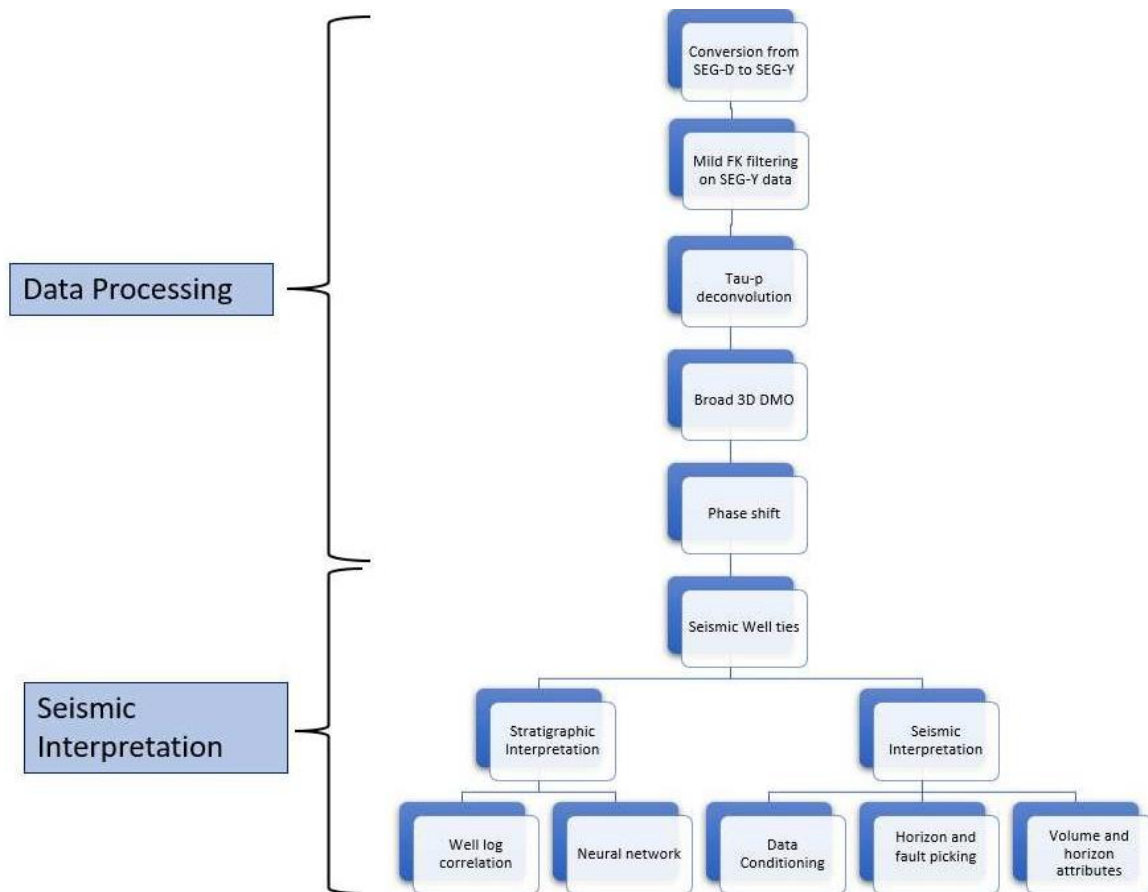 Conversion from
SEG-D to SEG-Y
Mild FK filtering
on SEG-Y data
Tau-p
deconvolution
Data Processing
Broad 3D DMO
Phase shift
Seismic Well ties
Seismic
Interpretation
Stratigraphic
Interpretation
Seismic
Interpretation
Well log
correlation
Neural network
Data
Conditioning
Horizon and
fault picking
Volume and
horizon
attributes